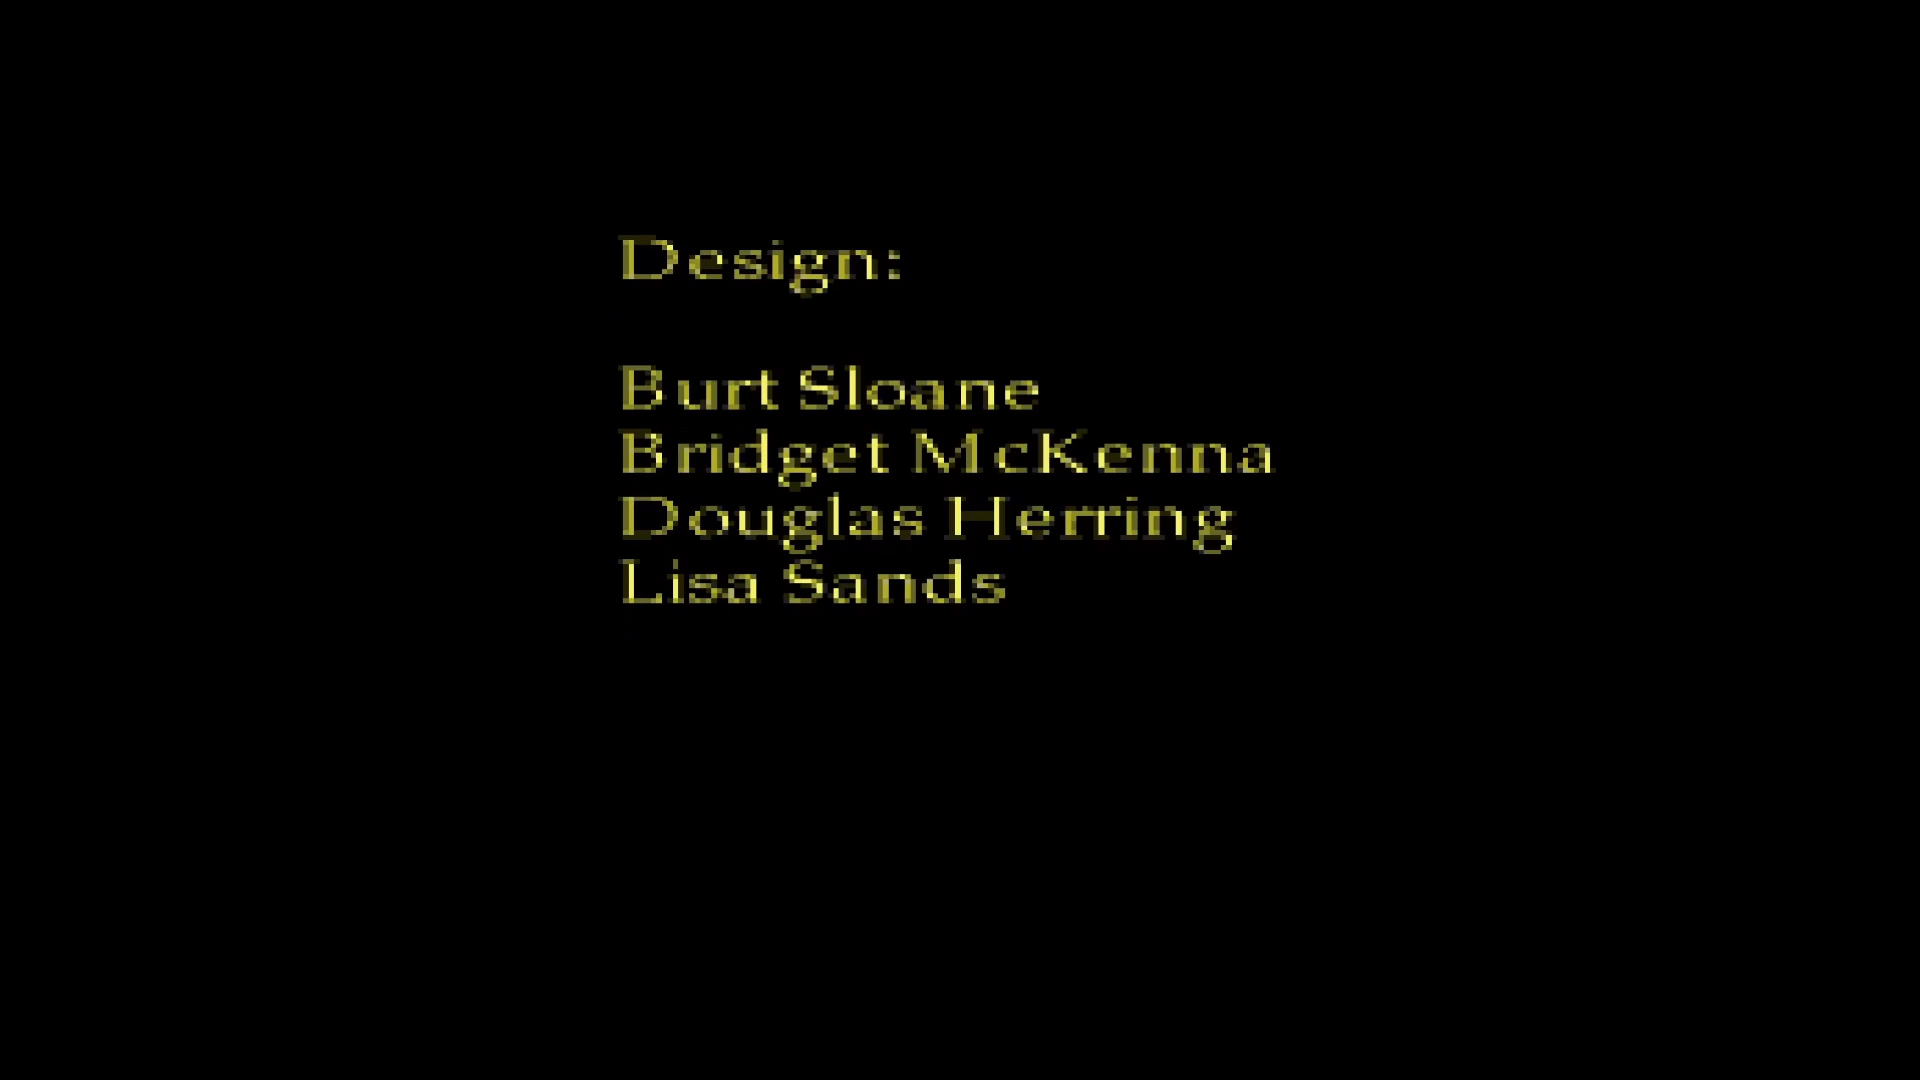 Design:
Burt Sloane
Bridget McKenna
Douglas Herring
Lisa Sands